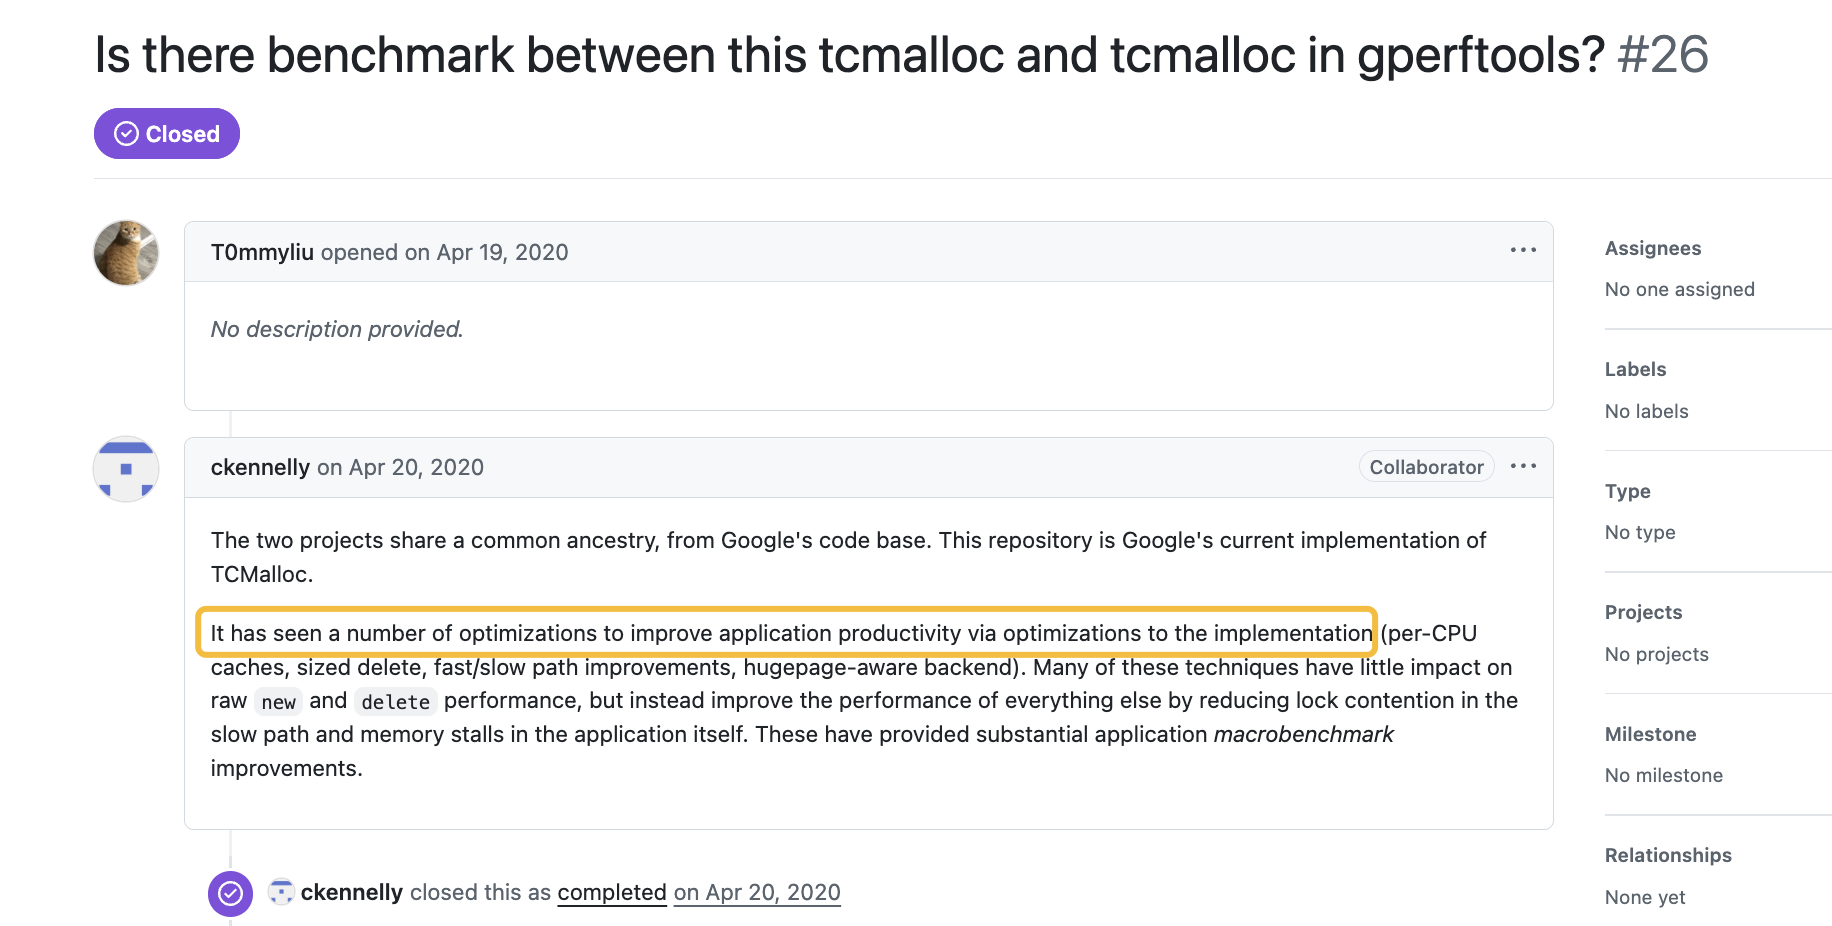 Is there benchmark between this tcmalloc and tcmalloc in gperftools? #26
Closed
T0mmyliu opened on Apr 19, 2020
No description provided.
ckennelly on Apr 20, 2020
Collaborator
The two projects share a common ancestry, from Google's code base. This repository is Google's current implementation of
TCMalloc.
It has seen a number of optimizations to improve application productivity via optimizations to the implementation (per-CPU
caches, sized delete, fast/slow path improvements, hugepage-aware backend). Many of these techniques have little impact on
raw new and delete performance, but instead improve the performance of everything else by reducing lock contention in the
slow path and memory stalls in the application itself. These have provided substantial application macrobenchmark
improvements.
ckennelly closed this as completed on Apr 20, 2020
Assignees
No one assigned
Labels
No labels
Type
No type
Projects
No projects
Milestone
No milestone
Relationships
None yet